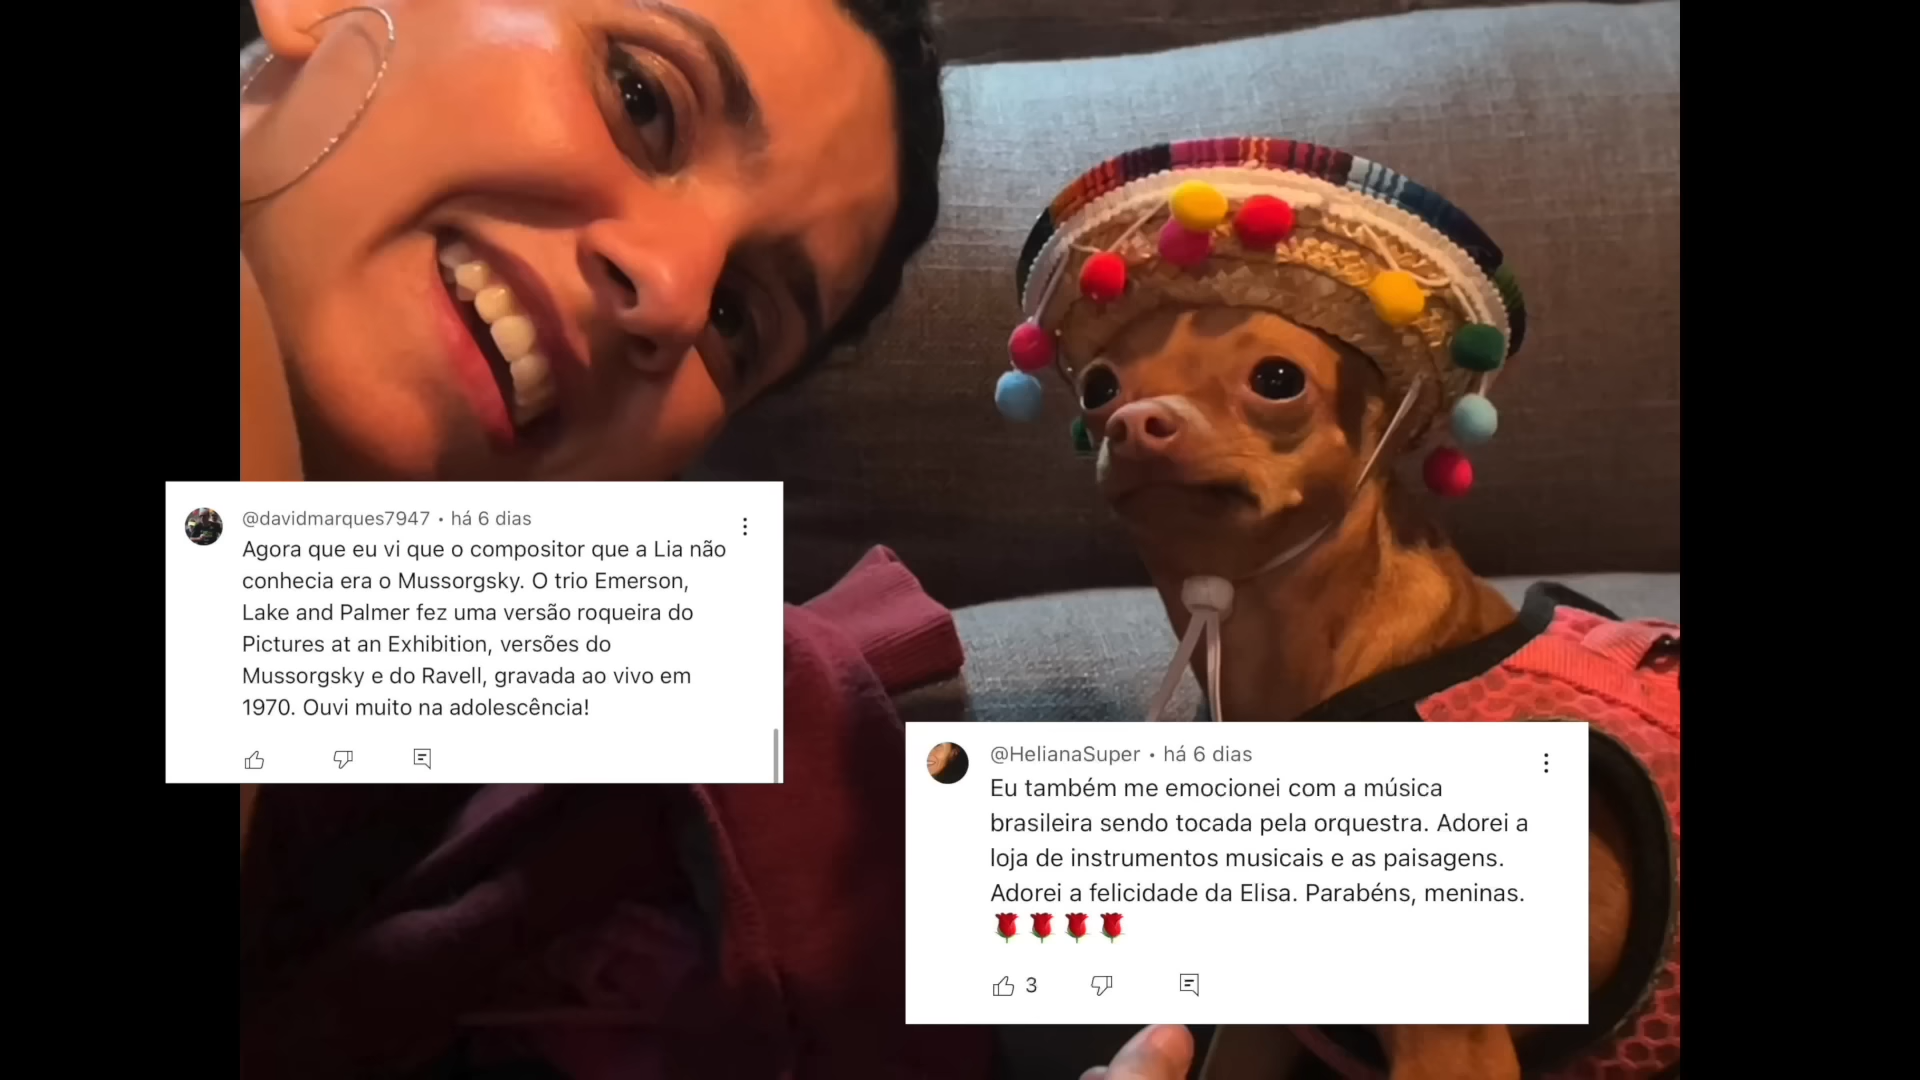 @davidmarques7947 • há 6 dias
Agora que eu vi que o compositor que a Lia não
conhecia era o Mussorgsky. O trio Emerson,
Lake and Palmer fez uma versão roqueira do
Pictures at an Exhibition, versões do
Mussorgsky e do Ravell, gravada ao vivo em
1970. Ouvi muito na adolescência!
@HelianaSuper • há 6 dias
Eu também me emocionei com a música
brasileira sendo tocada pela orquestra. Adorei a
loja de instrumentos musicais e as paisagens.
Adorei a felicidade da Elisa. Parabéns, meninas.
🌹🌹🌹🌹
3